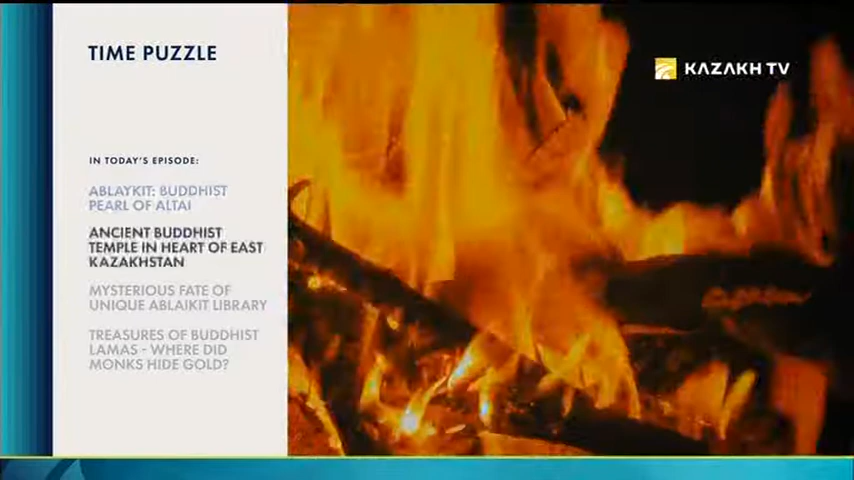 TIME PUZZLE
KAZAKH TV
IN TODAY'S EPISODE:
ABLAYKIT: BUDDHIST
PEARL OF ALTAI
ANCIENT BUDDHIST
TEMPLE IN HEART OF EAST
KAZAKHSTAN
MYSTERIOUS FATE OF
UNIQUE ABLAIKIT LIBRARY
TREASURES OF BUDDHIST
LAMAS - WHERE DID
MONKS HIDE GOLD?